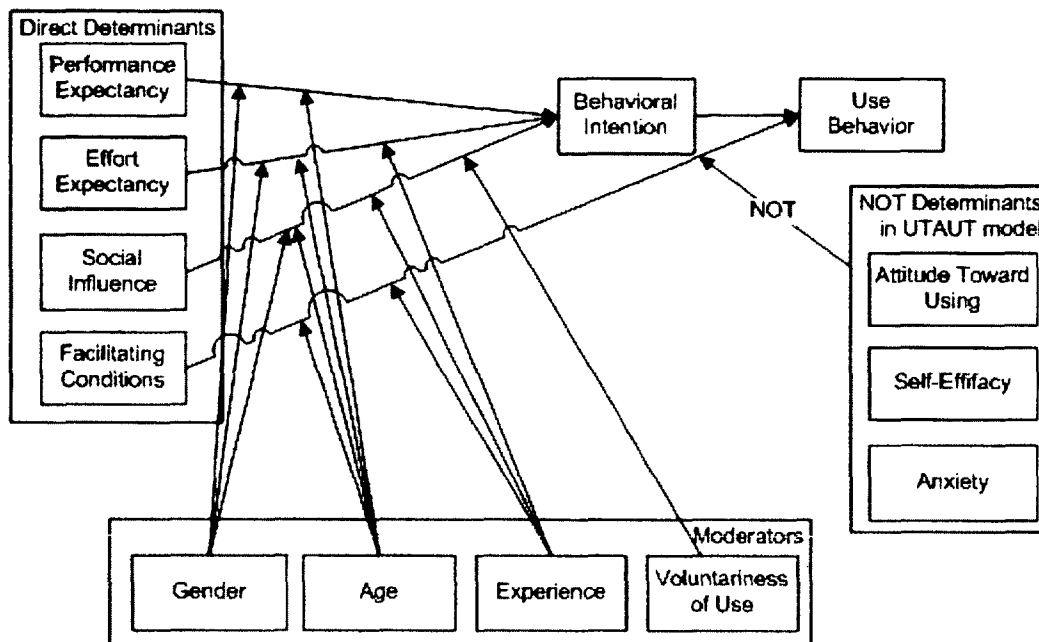 Direct Determinants
Performance
Expectancy
Effort
Expectancy
Social
Influence
Facilitating
Conditions
Behavioral
Intention
Use
Behavior
NOT
NOT Determinants
in UTAUT model
Attitude Toward
Using
Self-Effifacy
Anxiety
Moderators
Gender
Age
Experience
Voluntariness
of Use